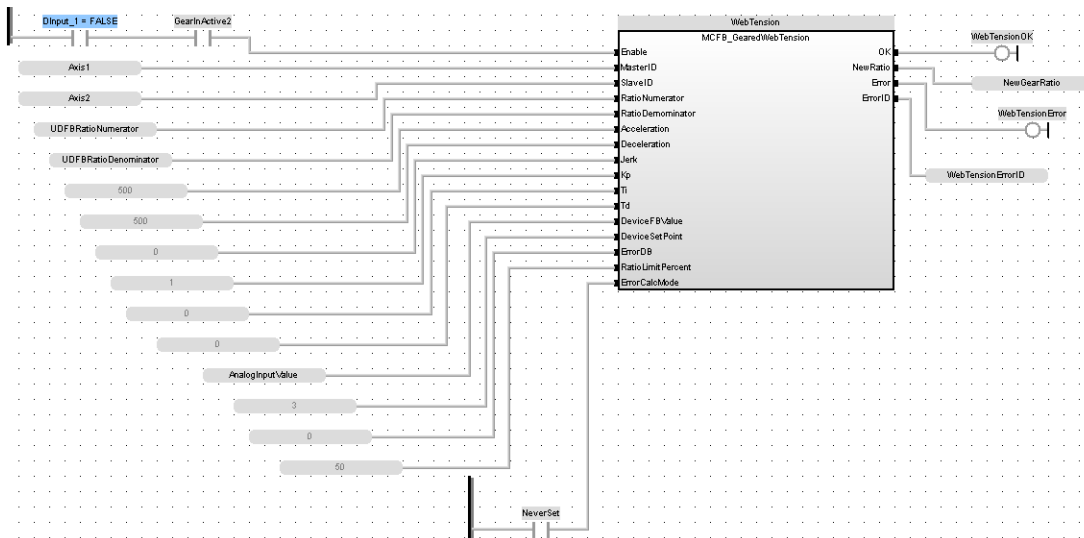 DInput_1 = FALSE
GearInActive2
WebTension
MCFB_GearedWebTension
Enable
MasterID
SlaveID
RatioNumerator
RatioDemominator
Acceleration
Deceleration
Jerk
Kp
Ti
Td
DeviceFBValue
DeviceSetPoint
ErrorDB
RatioLimitPercent
ErrorCalcMode
OK
NewRatio
Error
ErrorID
WebTensionOK
NewGearRatio
WebTensionError
WebTensionErrorID
Axis1
Axis2
UDFBRatioNumerator
UDFBRatioDenominator
500
500
0
1
0
0
AnalogInputValue
3
0
50
NeverSet